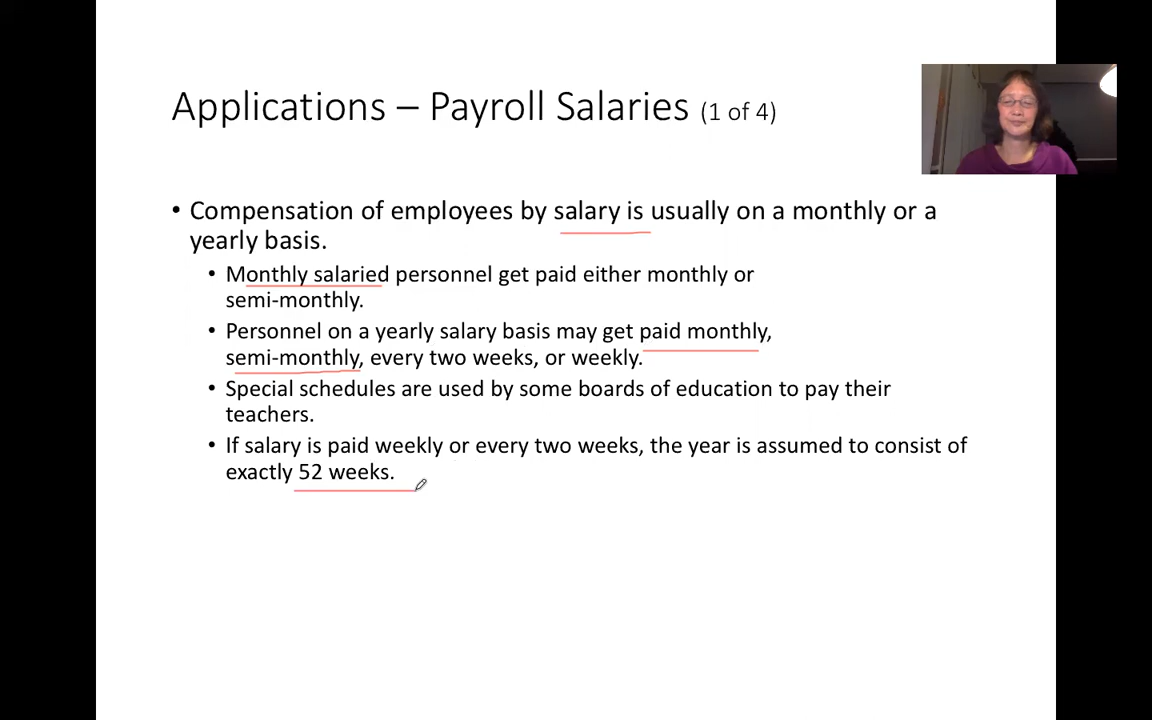 Applications – Payroll Salaries (1 of 4)
• Compensation of employees by salary is usually on a monthly or a
yearly basis.
• Monthly salaried personnel get paid either monthly or
semi-monthly.
• Personnel on a yearly salary basis may get paid monthly,
semi-monthly, every two weeks, or weekly.
• Special schedules are used by some boards of education to pay their
teachers.
• If salary is paid weekly or every two weeks, the year is assumed to consist of
exactly 52 weeks.